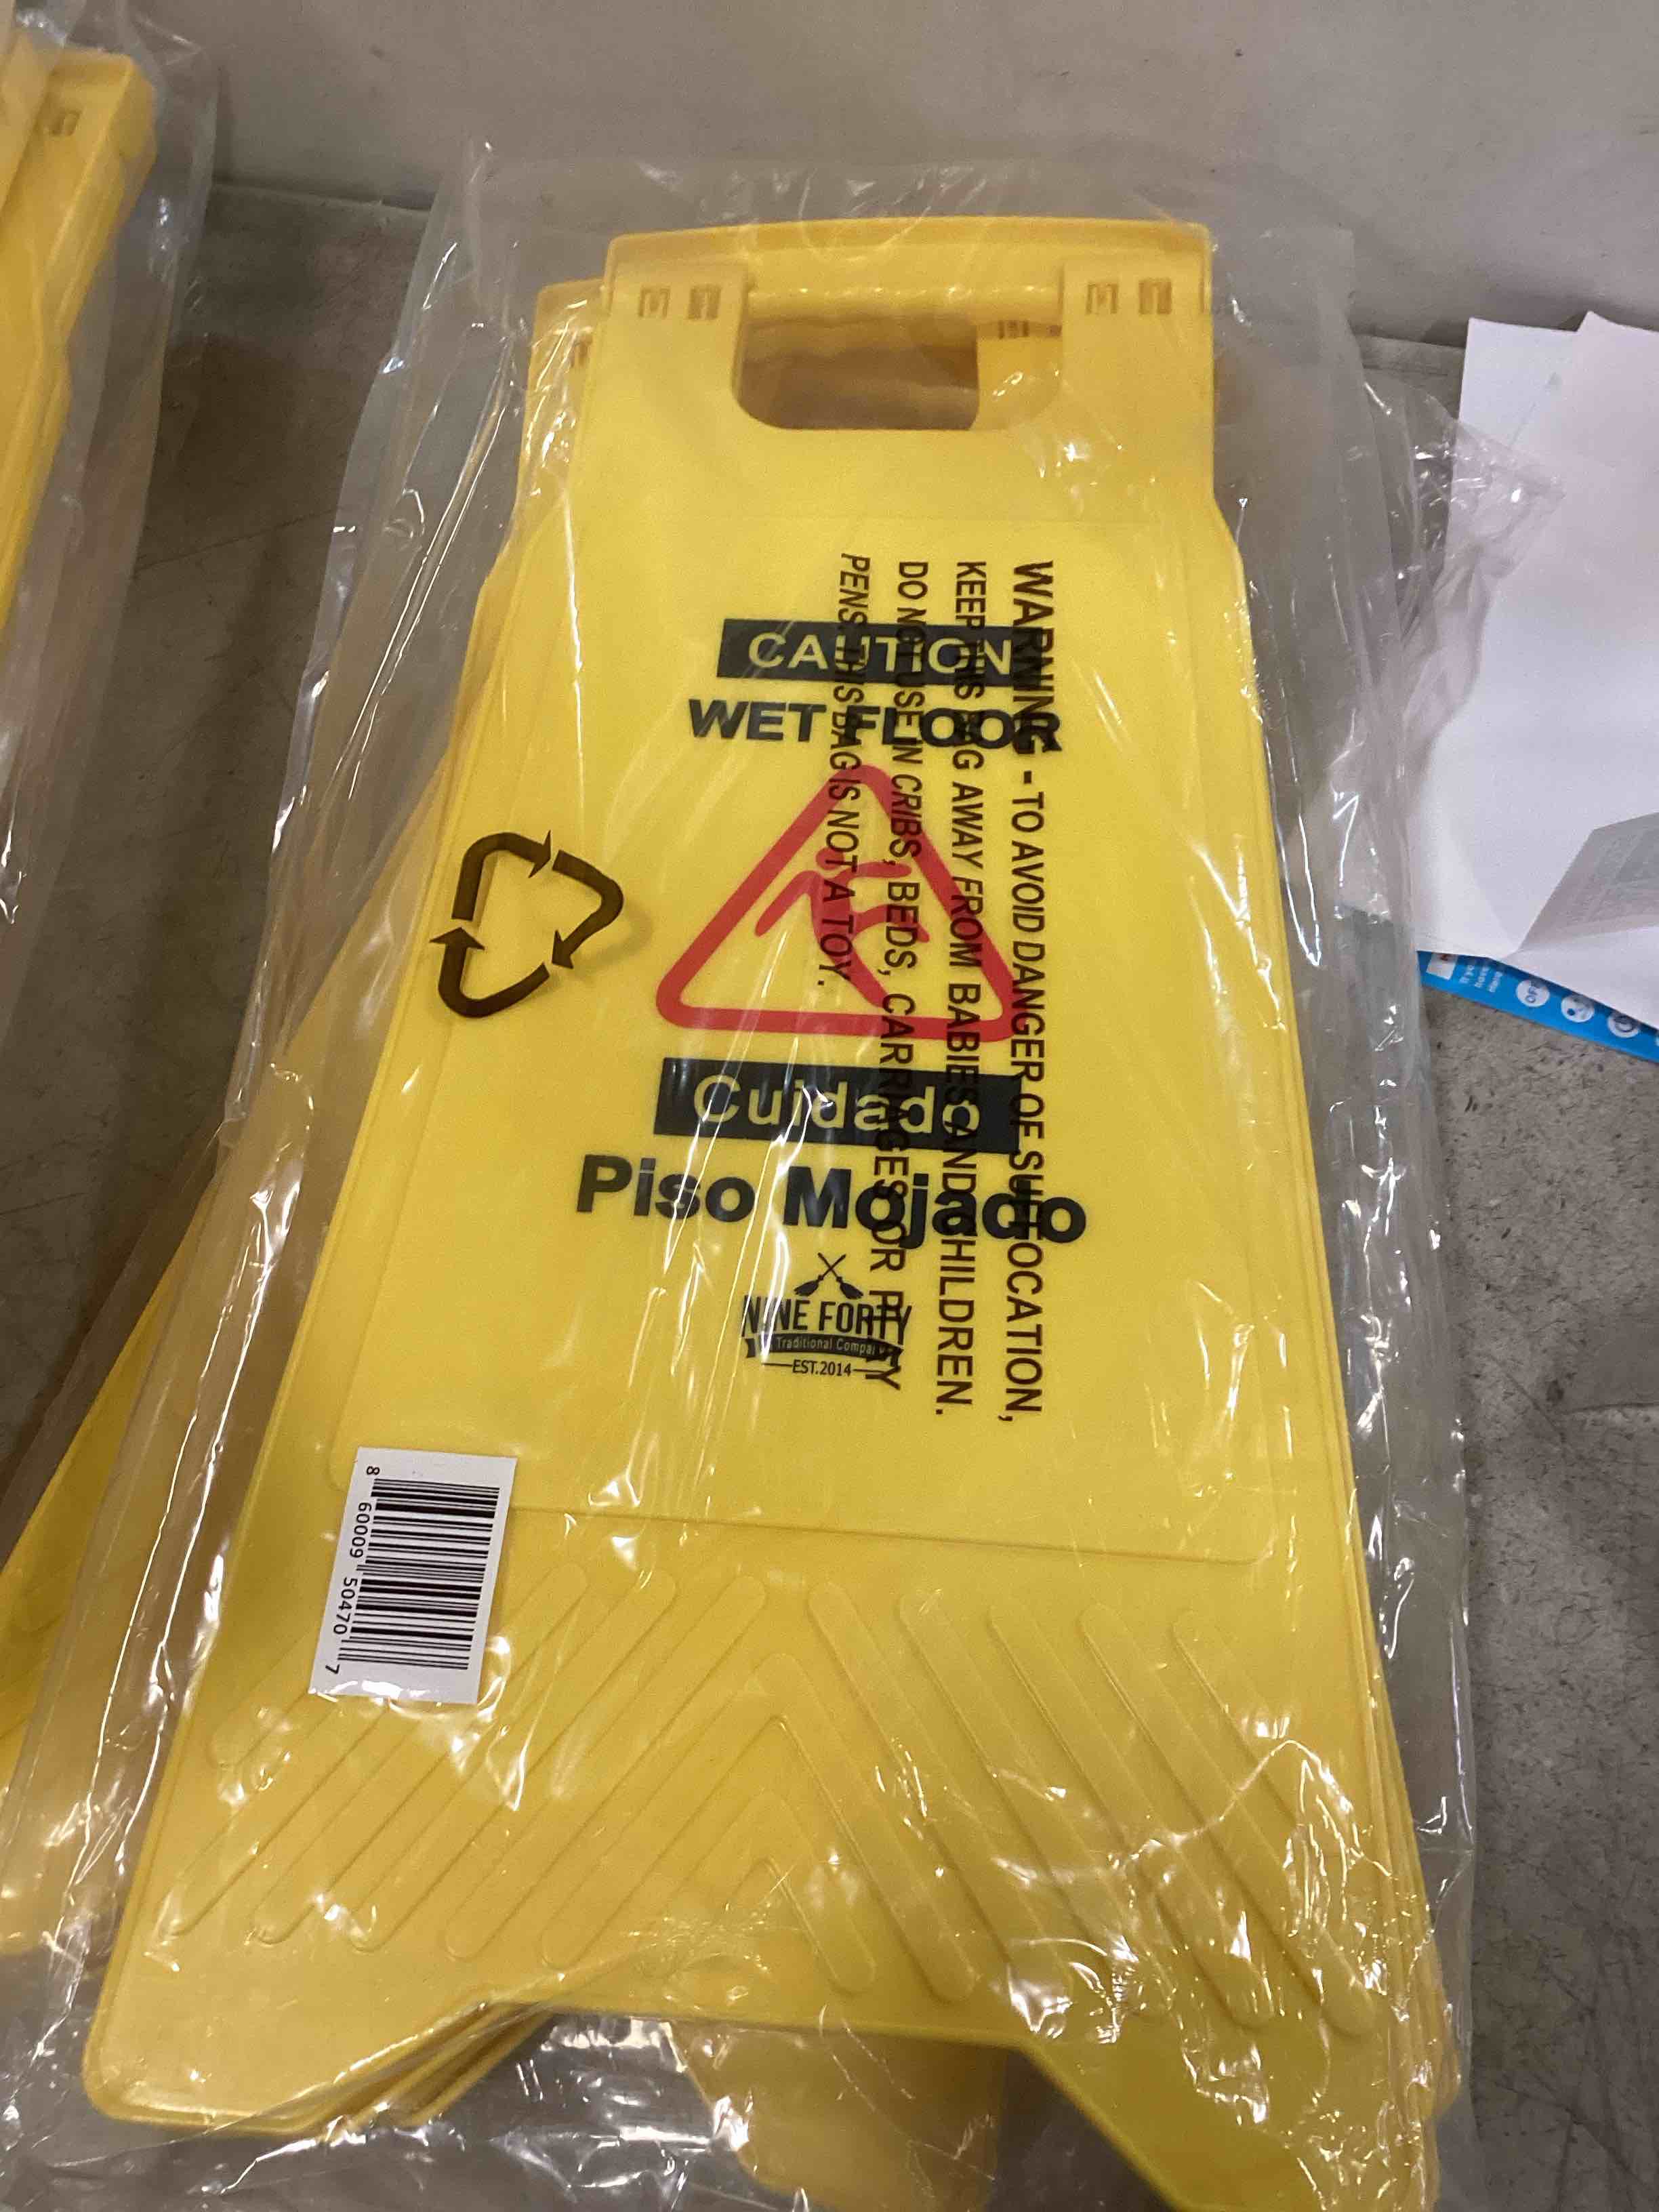 CAUTION
WET FLOOR
Cuidado
Piso Mojado
NINE FORTY
Traditional Company
EST.2014
WARNING - TO AVOID DANGER OF SUFFOCATION,
KEEP THIS BAG AWAY FROM BABIES AND CHILDREN.
DO NOT USE IN CRIBS, BEDS, CARRIAGES OR PLAY
PENS. THIS BAG IS NOT A TOY.
8 60009 50470 7
OFF